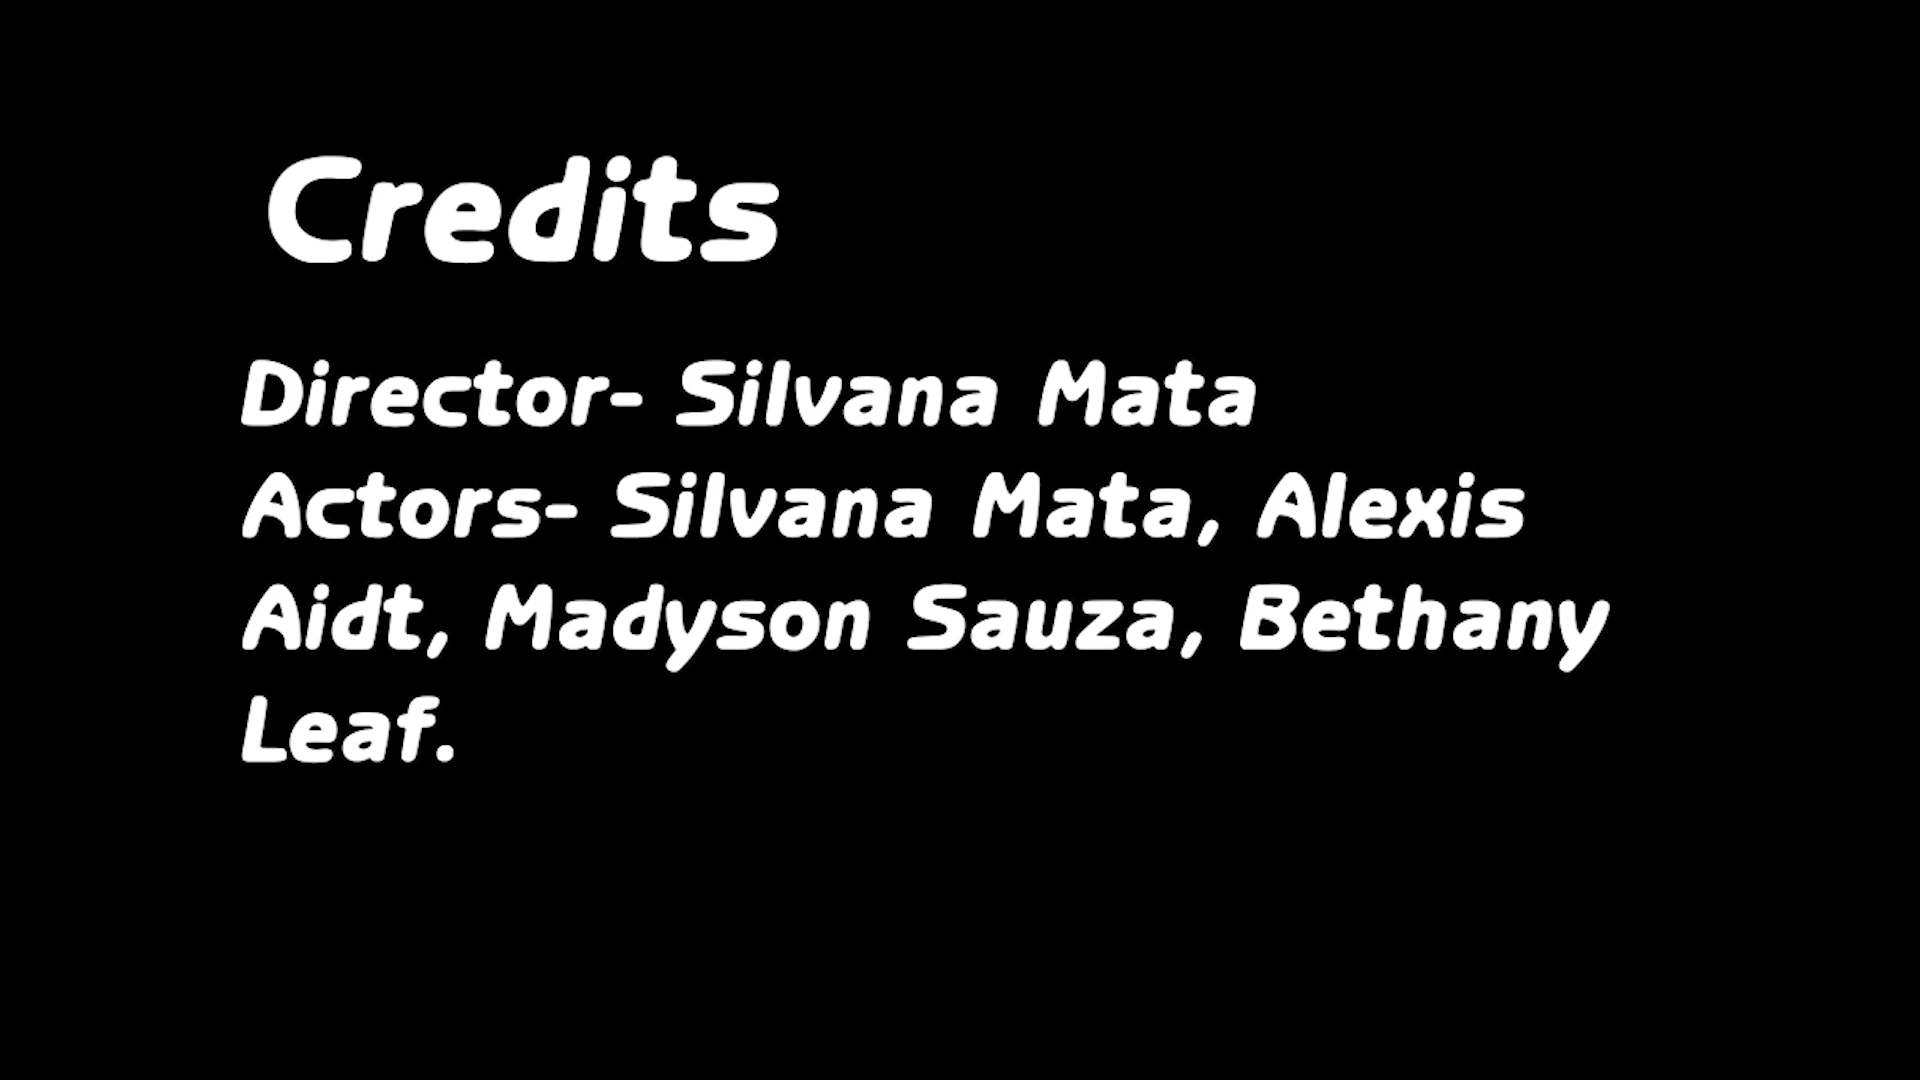 Credits
Director- Silvana Mata
Actors- Silvana Mata, Alexis
Aidt, Madyson Sauza, Bethany
Leaf.